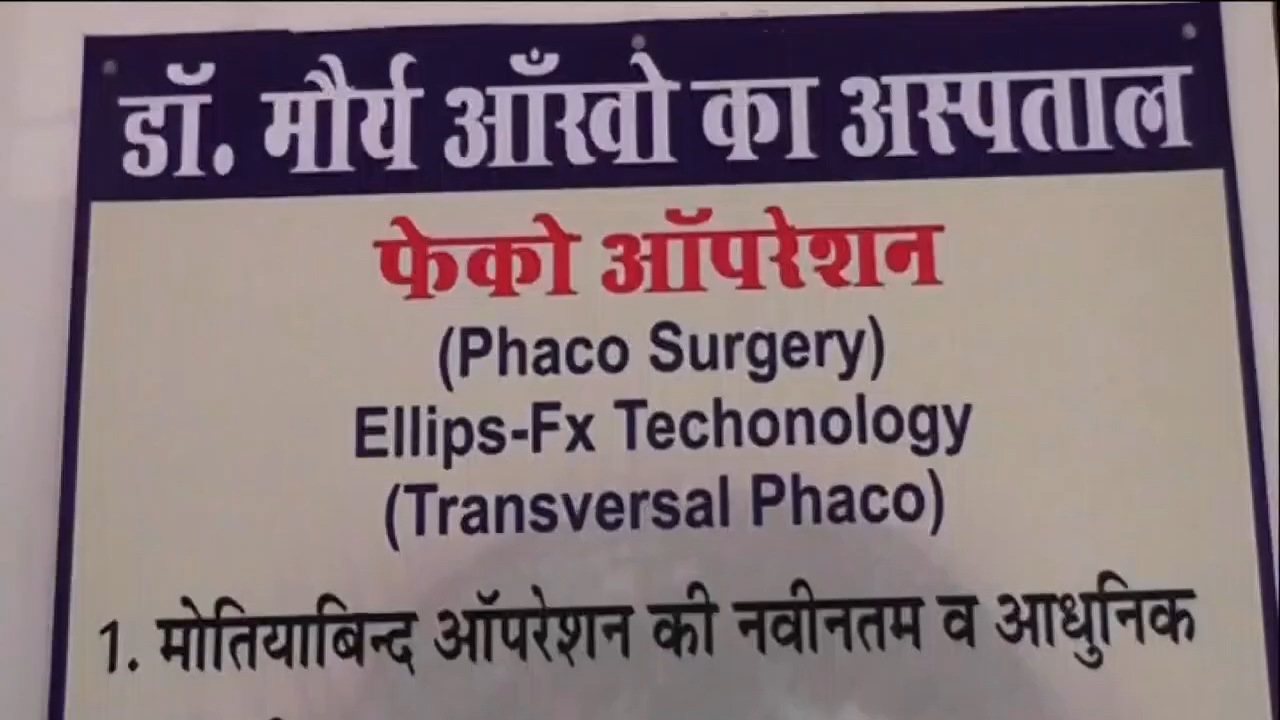 डॉ. मौर्य आँखो का अस्पताल
फेको ऑपरेशन
(Phaco Surgery)
Ellips-Fx Techonology
(Transversal Phaco)
1. मोतियाबिन्द ऑपरेशन की नवीनतम व आधुनिक